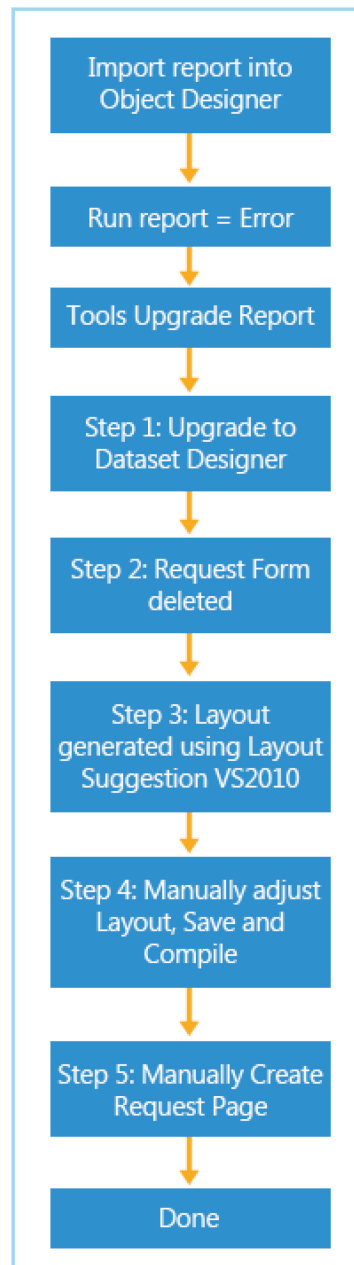 Import report into
Object Designer
Run report = Error
Tools Upgrade Report
Step 1: Upgrade to
Dataset Designer
Step 2: Request Form
deleted
Step 3: Layout
generated using Layout
Suggestion VS2010
Step 4: Manually adjust
Layout, Save and
Compile
Step 5: Manually Create
Request Page
Done